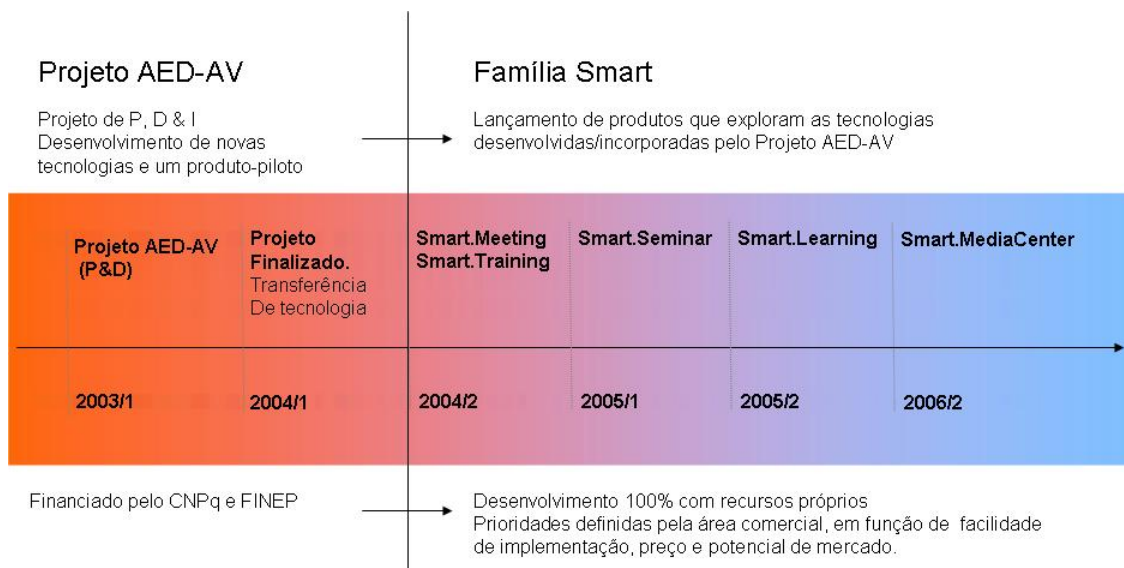 Projeto AED-AV
Projeto de P, D & I
Desenvolvimento de novas
tecnologias e um produto-piloto
Família Smart
Lançamento de produtos que exploram as tecnologias
desenvolvidas/incorporadas pelo Projeto AED-AV
Projeto AED-AV
(P&D)
Projeto
Finalizado.
Transferência
De tecnologia
Smart.Meeting
Smart.Training
Smart.Seminar
Smart.Learning
Smart.MediaCenter
2003/1
2004/1
2004/2
2005/1
2005/2
2006/2
Financiado pelo CNPq e FINEP
Desenvolvimento 100% com recursos próprios
Prioridades definidas pela área comercial, em função de facilidade
de implementação, preço e potencial de mercado.